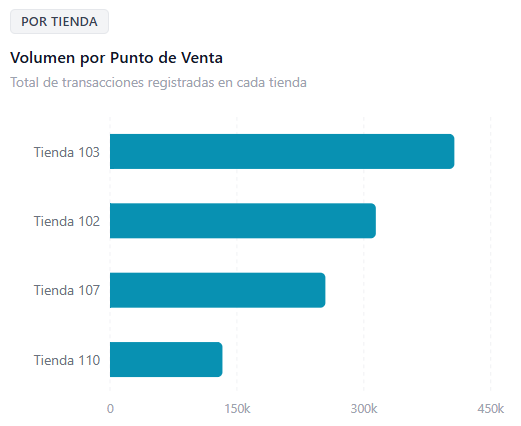 POR TIENDA
Volumen por Punto de Venta
Total de transacciones registradas en cada tienda
Tienda 103
Tienda 102
Tienda 107
Tienda 110
0 150k 300k 450k